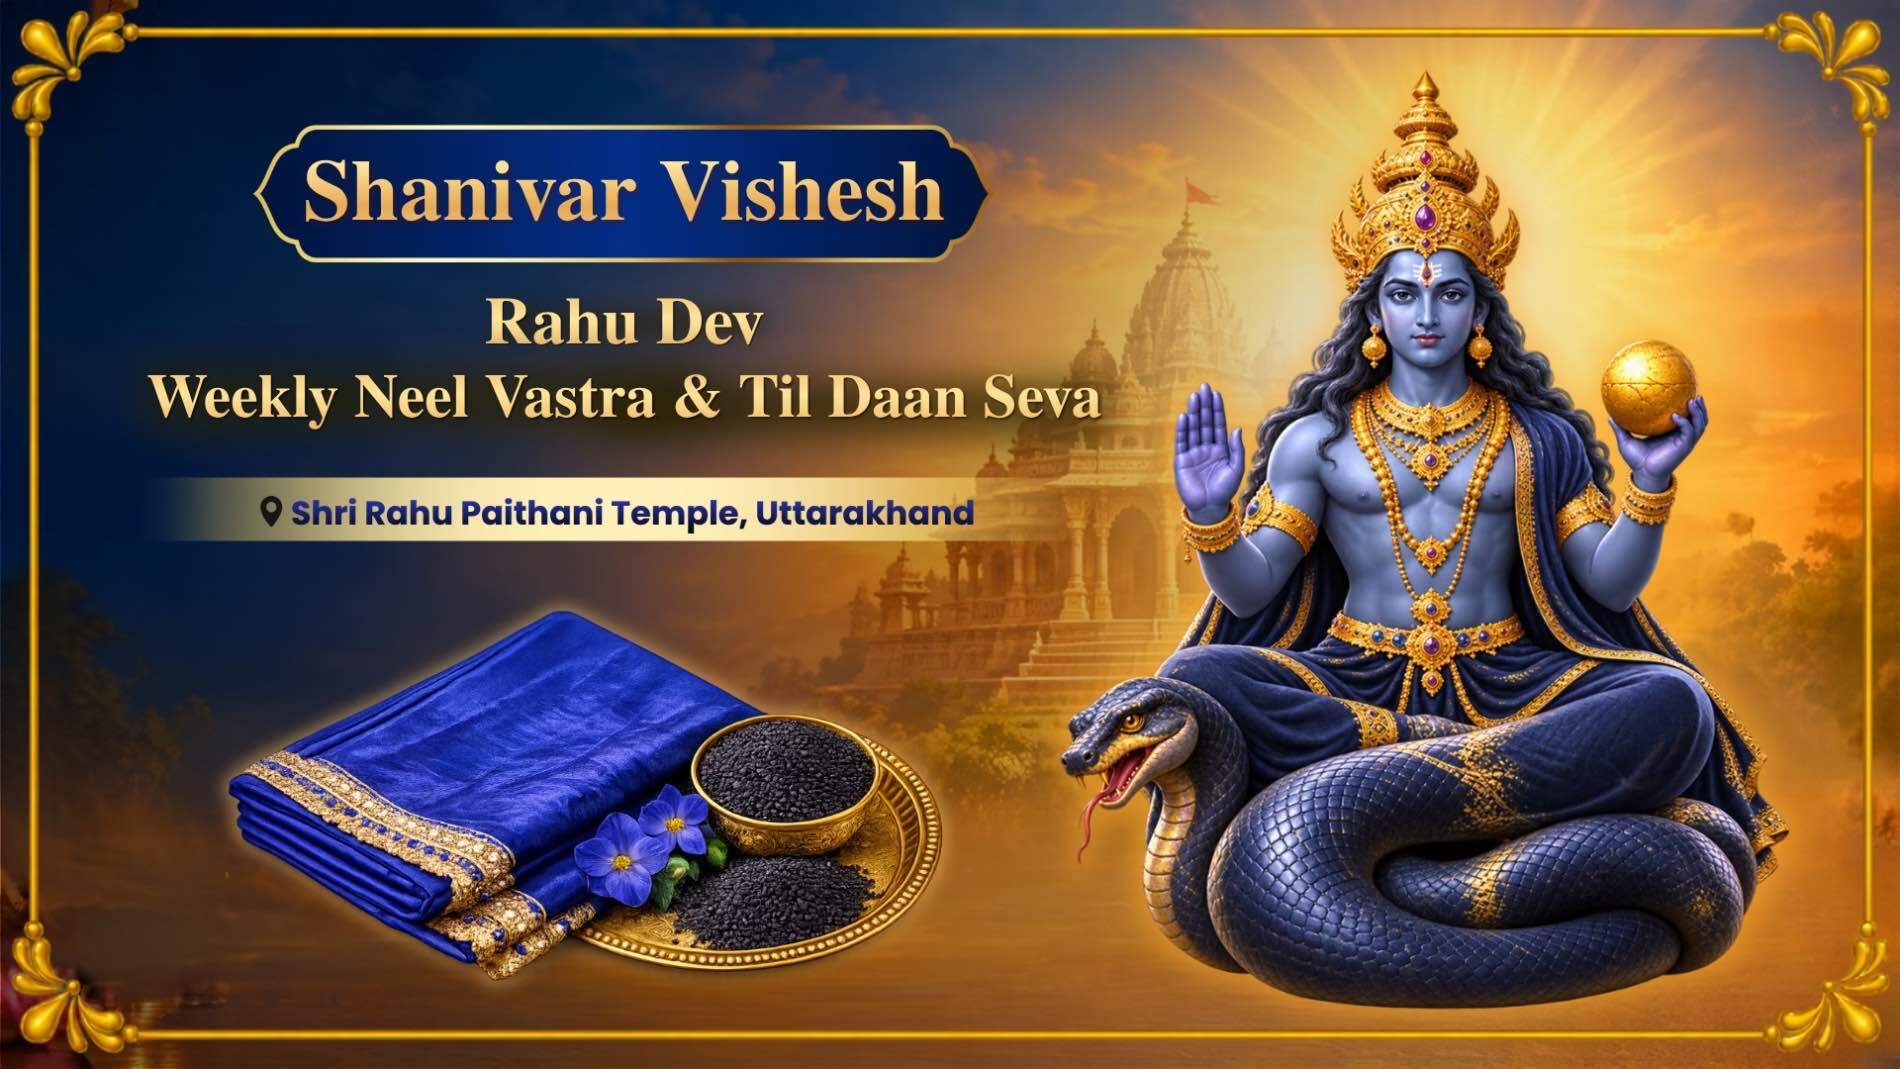 Shanivar Vishesh
Rahu Dev
Weekly Neel Vastra & Til Daan Seva
Shri Rahu Paithani Temple, Uttarakhand